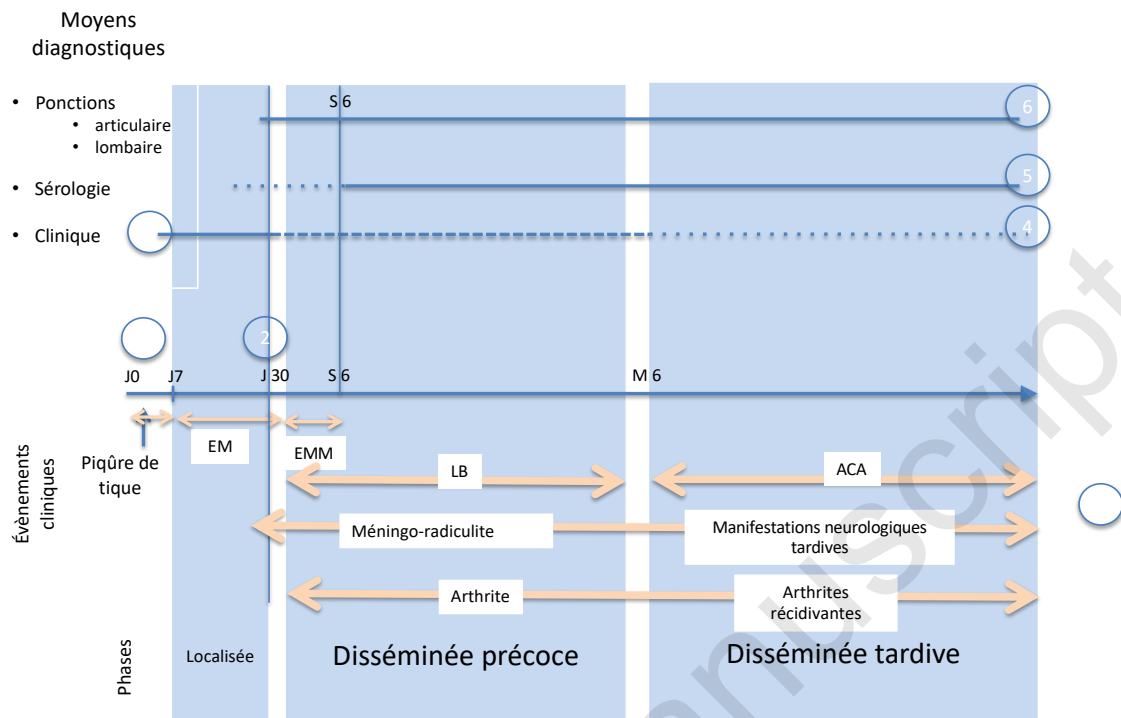 Moyens
diagnostiques
• Ponctions
• articulaire
• lombaire
S 6
6
• Sérologie
5
• Clinique
4
2
J0
J7
J 30
S 6
M 6
EM
EMM
Piqûre de
tique
LB
ACA
Évènements
cliniques
Méningo-radiculite
Manifestations neurologiques
tardives
Arthrite
Arthrites
récidivantes
Phases
Localisée
Disséminée précoce
Disséminée tardive
anuscript